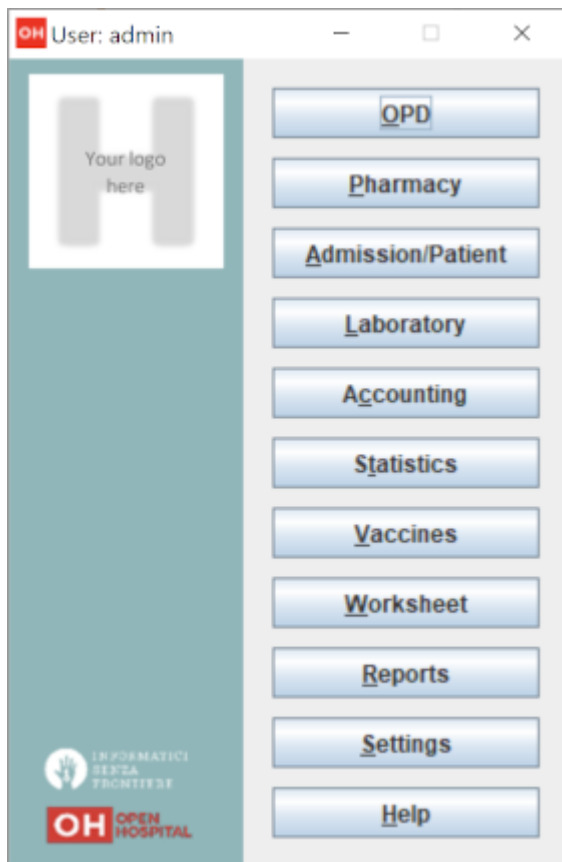 OH User: admin
Your logo
here
OPD
Pharmacy
Admission/Patient
Laboratory
Accounting
Statistics
Vaccines
Worksheet
Reports
Settings
Help
INFORMATICI
SENZA
FRONTIERE
OH OPEN
HOSPITAL